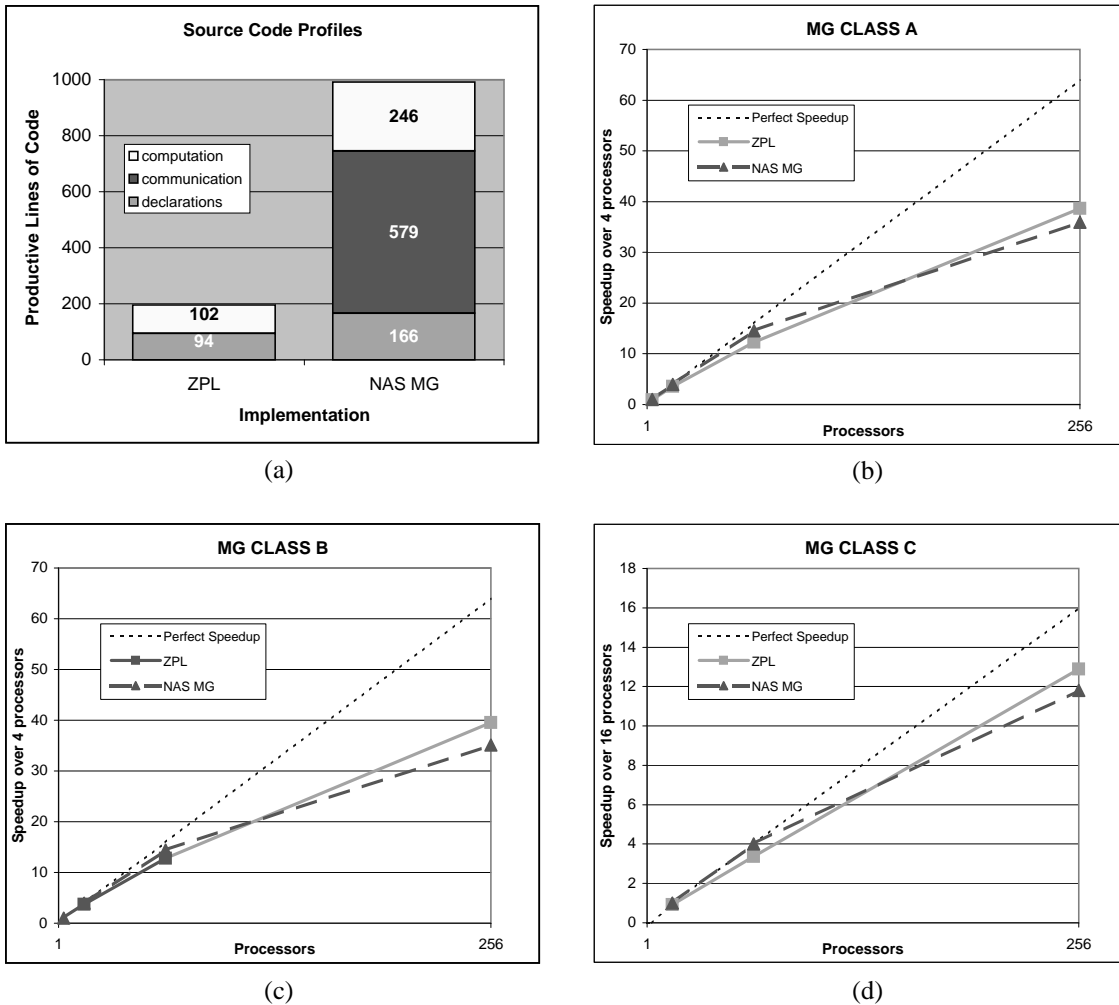 Source Code Profiles
Productive Lines of Code
1000
800
600
400
200
0
computation
communication
declarations
102
94
246
579
166
ZPL
NAS MG
Implementation
(a)
MG CLASS A
Speedup over 4 processors
70
60
50
40
30
20
10
0
Perfect Speedup
ZPL
NAS MG
1
256
Processors
(b)
MG CLASS B
Speedup over 4 processors
70
60
50
40
30
20
10
0
Perfect Speedup
ZPL
NAS MG
1
256
Processors
(c)
MG CLASS C
Speedup over 16 processors
18
16
14
12
10
8
6
4
2
0
Perfect Speedup
ZPL
NAS MG
1
256
Processors
(d)